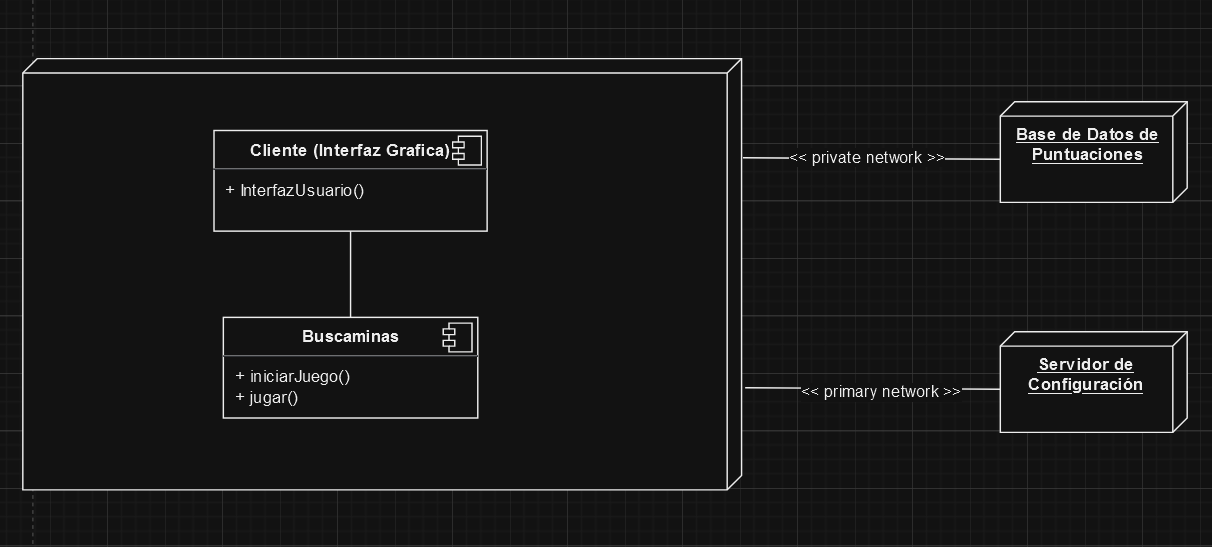 Cliente (Interfaz Grafica)
+ InterfazUsuario()
Buscaminas
+ iniciarJuego()
+ jugar()
<< private network >>
Base de Datos de
Puntuaciones
<< primary network >>
Servidor de
Configuración